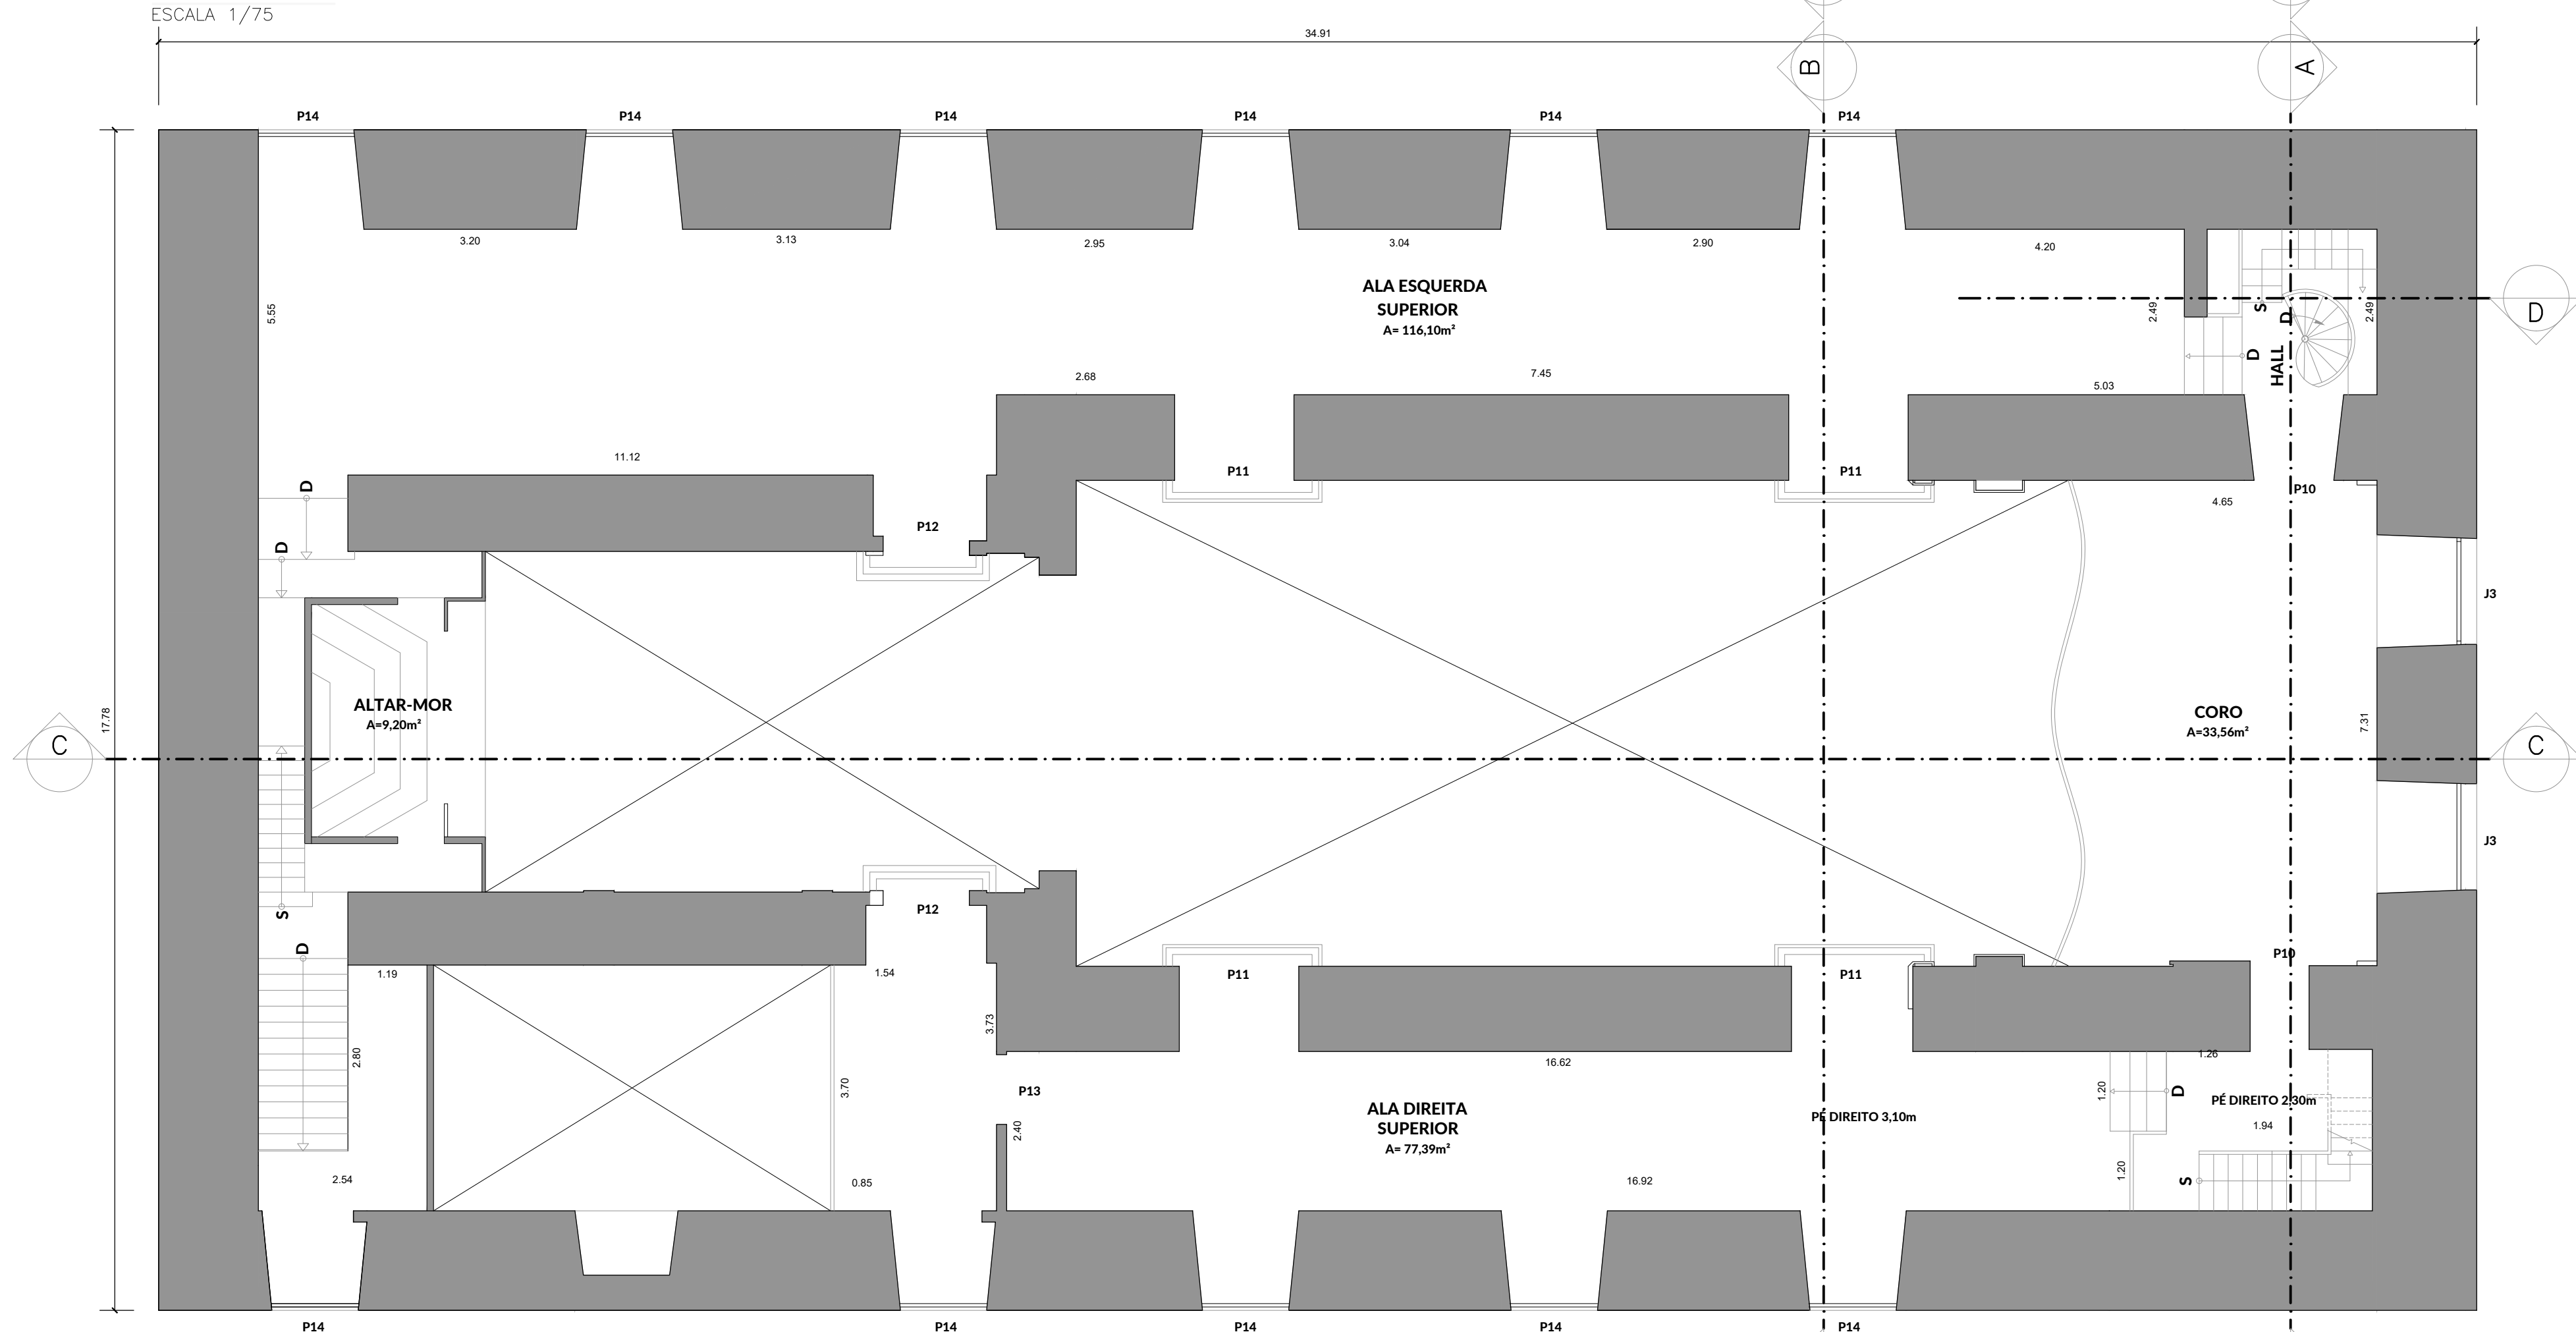 ESCALA 1/75
34.91
B
A
P14
P14
P14
P14
P14
P14
3.20
3.13
2.95
3.04
2.90
4.20
5.55
ALA ESQUERDA
SUPERIOR
A= 116,10m²
2.49
S
D
2.49
D
D
HALL
2.68
7.45
5.03
11.12
P11
P11
P10
4.65
D
P12
D
J3
ALTAR-MOR
A=9,20m²
CORO
A=33,56m²
7.31
17.78
C
C
J3
S
P12
D
1.19
1.54
P11
P11
P10
3.73
2.80
3.70
16.62
1.26
P13
2.40
ALA DIREITA
SUPERIOR
A= 77,39m²
PÉ DIREITO 3,10m
1.20
D
PÉ DIREITO 2,30m
1.94
2.54
0.85
16.92
1.20
S
P14
P14
P14
P14
P14